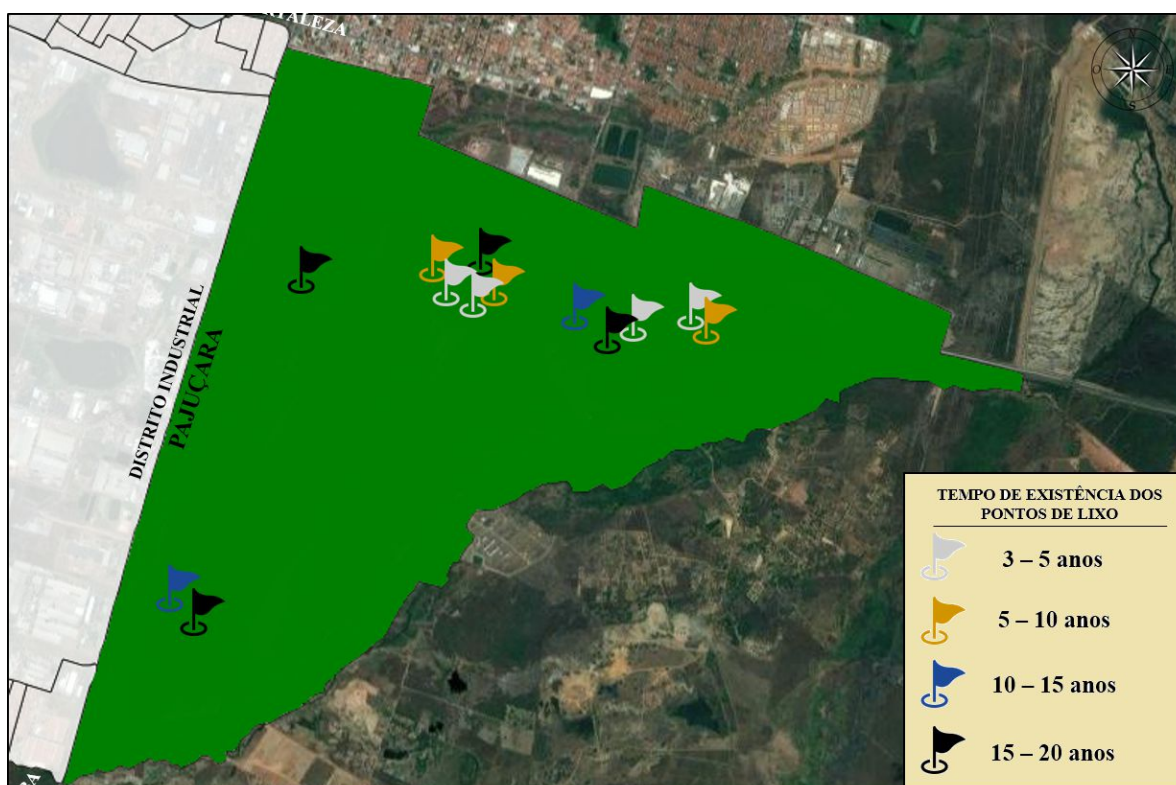 RTALEZA
N
O
E
S
DISTRITO INDUSTRIAL
PAJUÇARA
TEMPO DE EXISTÊNCIA DOS
PONTOS DE LIXO
3 – 5 anos
5 – 10 anos
10 – 15 anos
15 – 20 anos